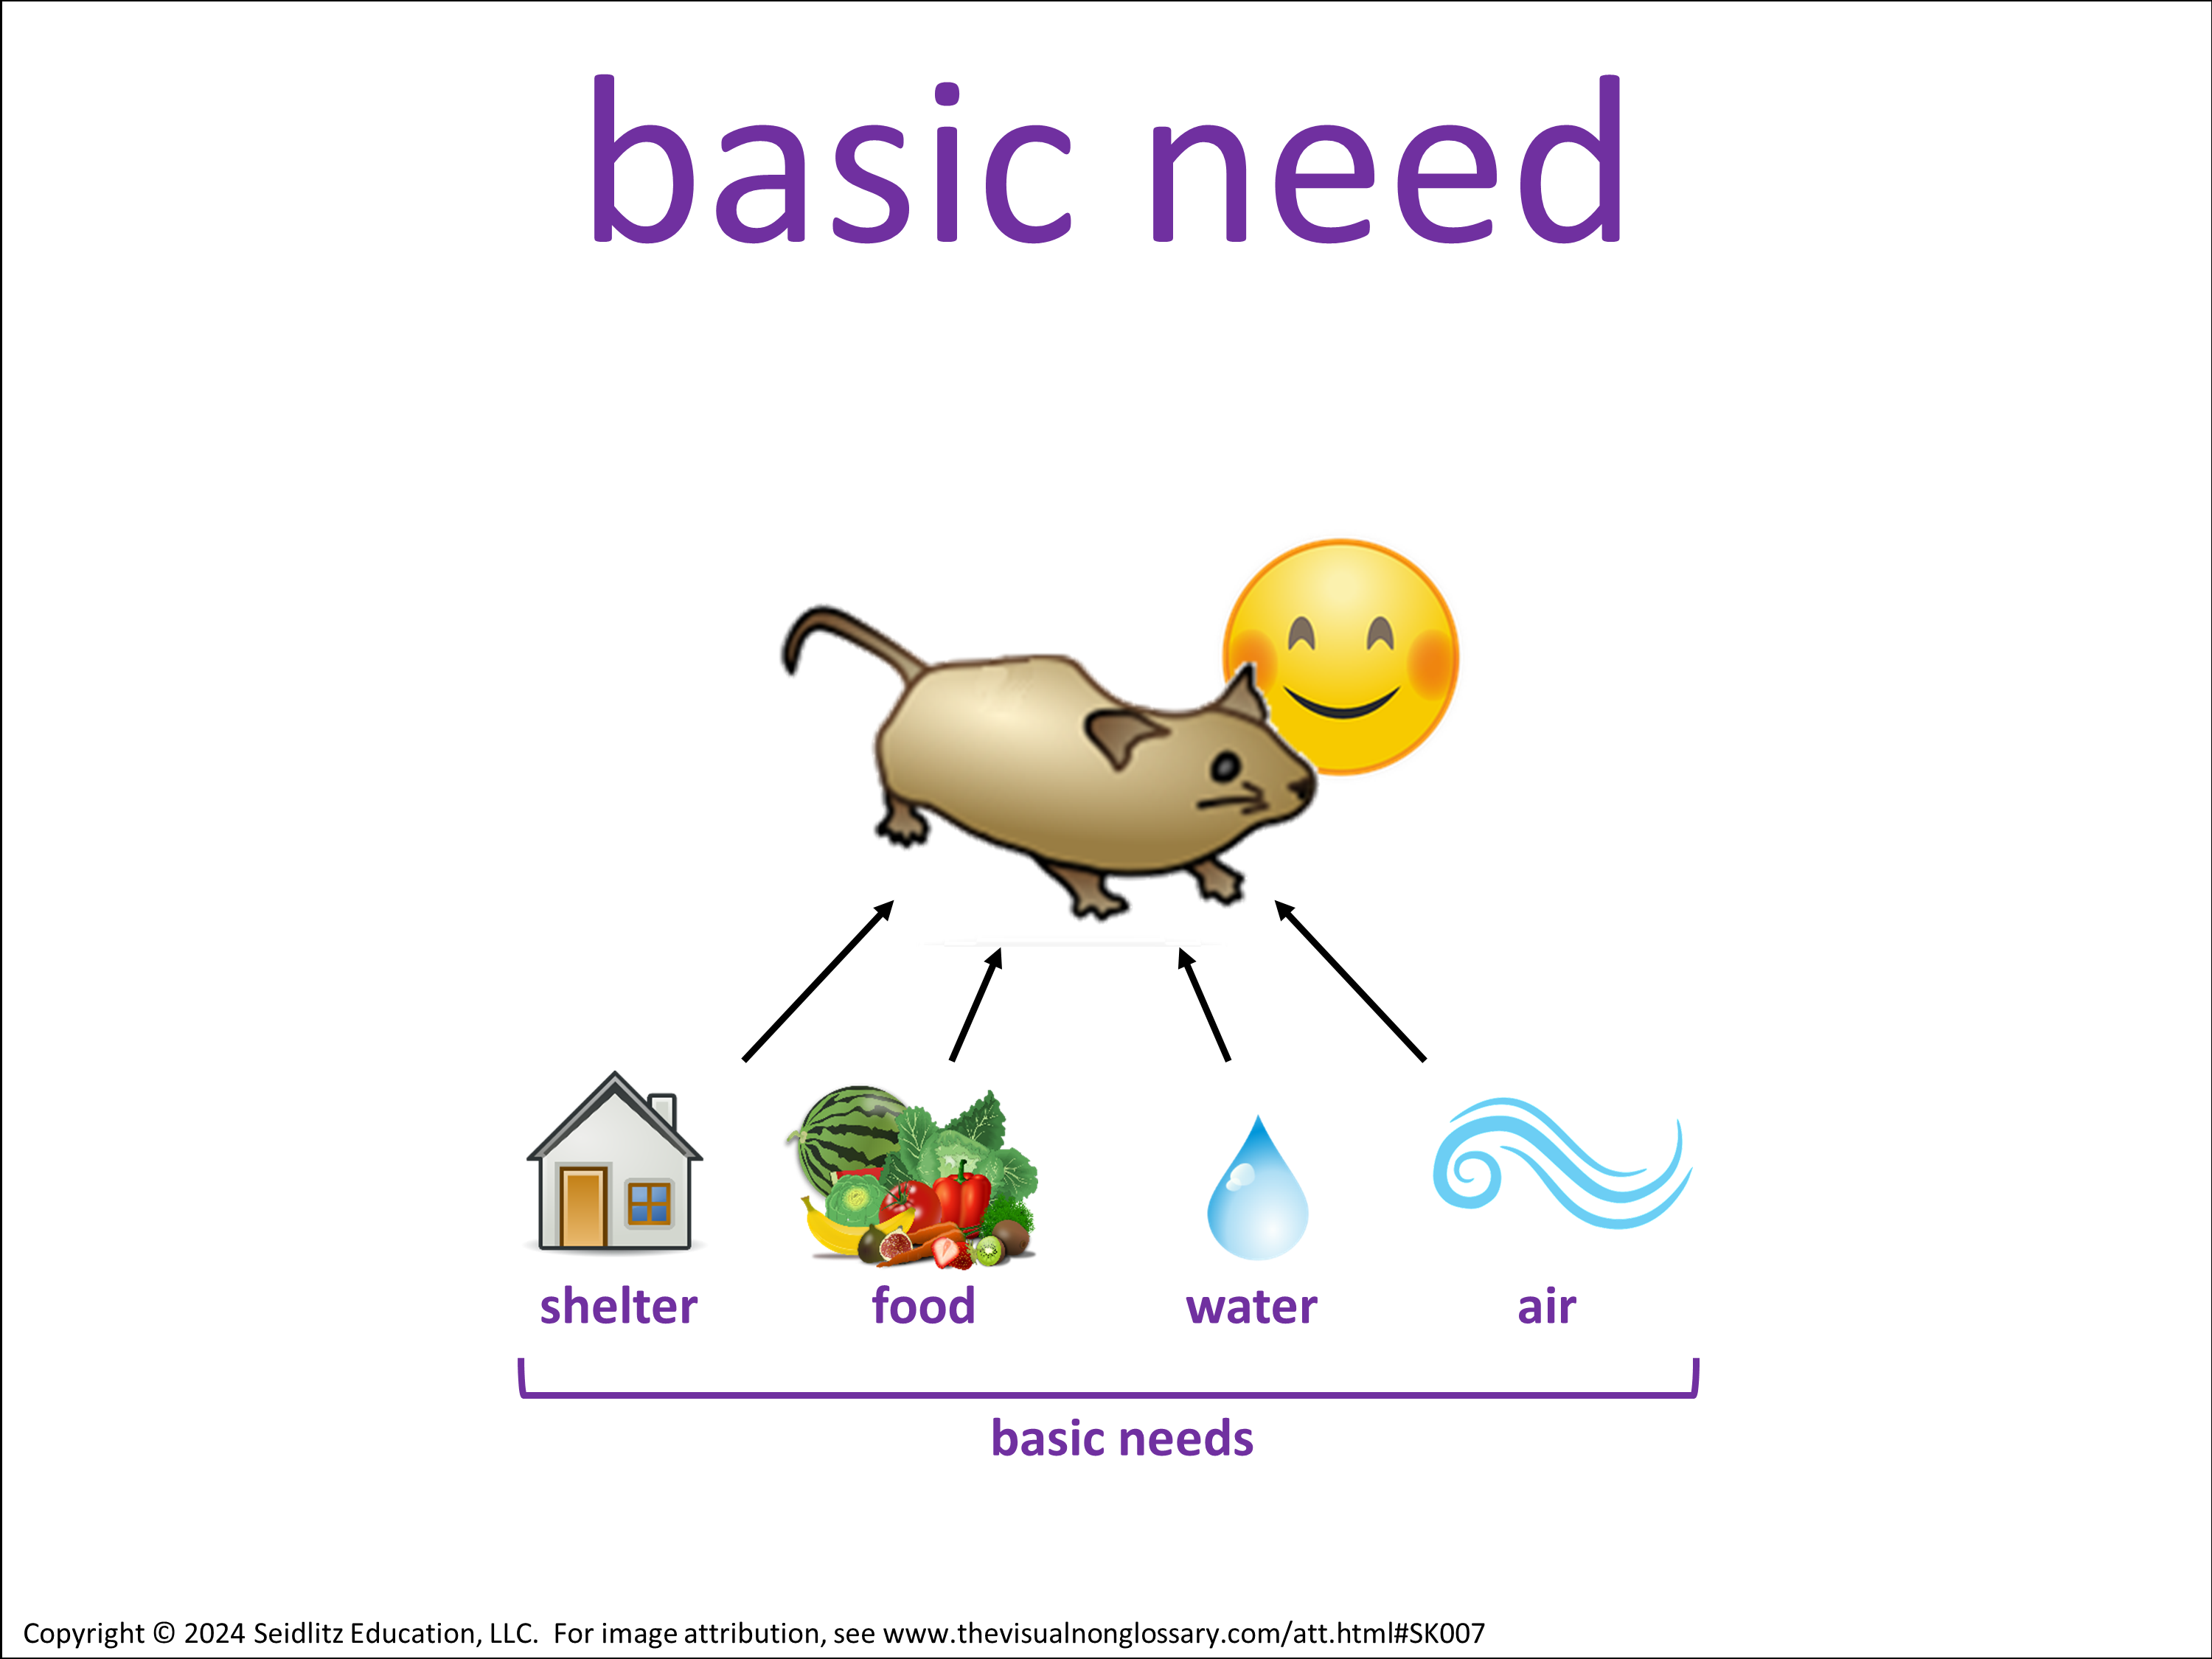 basic need
shelter food water air
basic needs
Copyright © 2024 Seidlitz Education, LLC.  For image attribution, see www.thevisualnonglossary.com/att.html#SK007